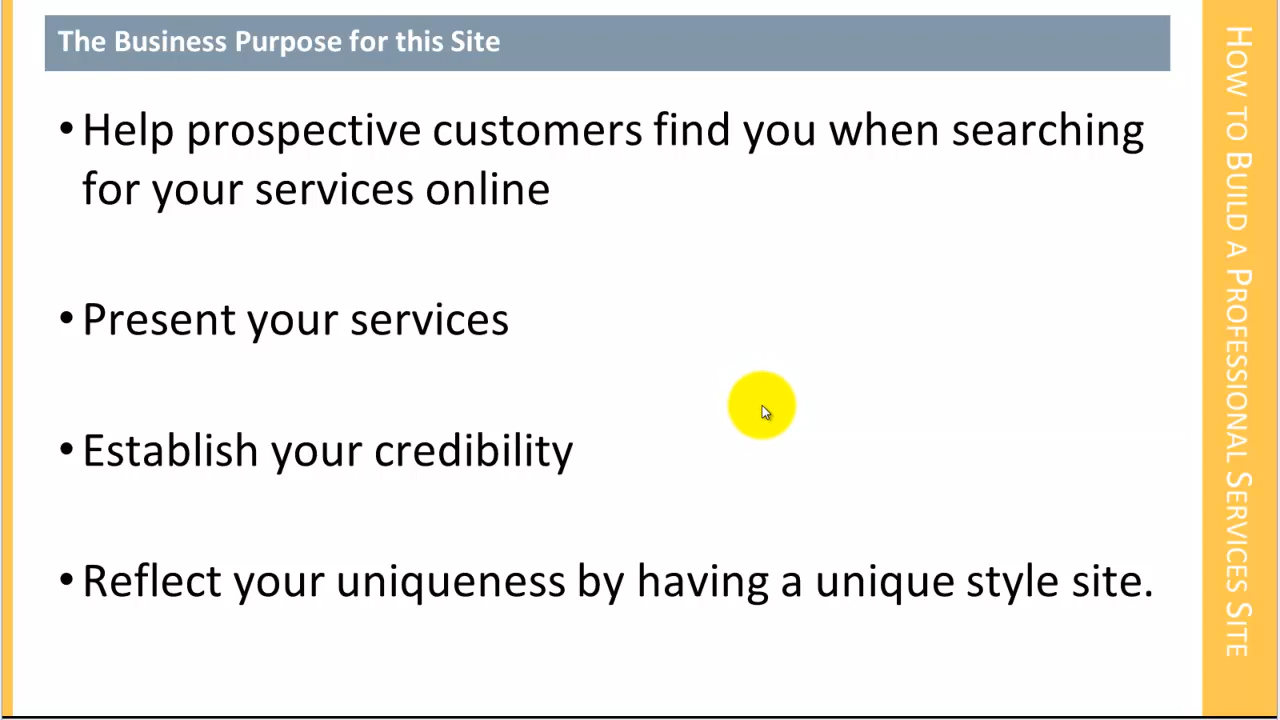 The Business Purpose for this Site
• Help prospective customers find you when searching
for your services online
• Present your services
• Establish your credibility
• Reflect your uniqueness by having a unique style site.
How to Build a Professional Services Site